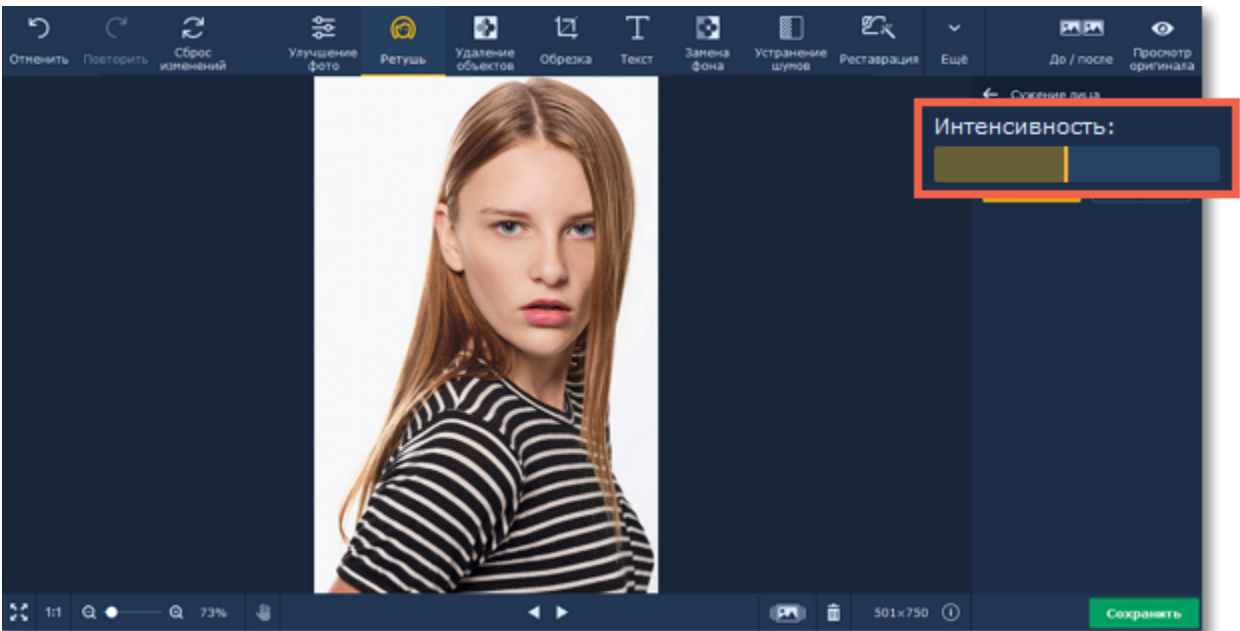 Отменить
Повторить
Сброс
изменений
Улучшение
фото
Ретушь
Удаление
объектов
Обрезка
Текст
Замена
фона
Устранение
шумов
Реставрация
Ещё
До / после
Просмотр
оригинала
Сужение лица
Интенсивность:
1:1
73%
501×750
Сохранить